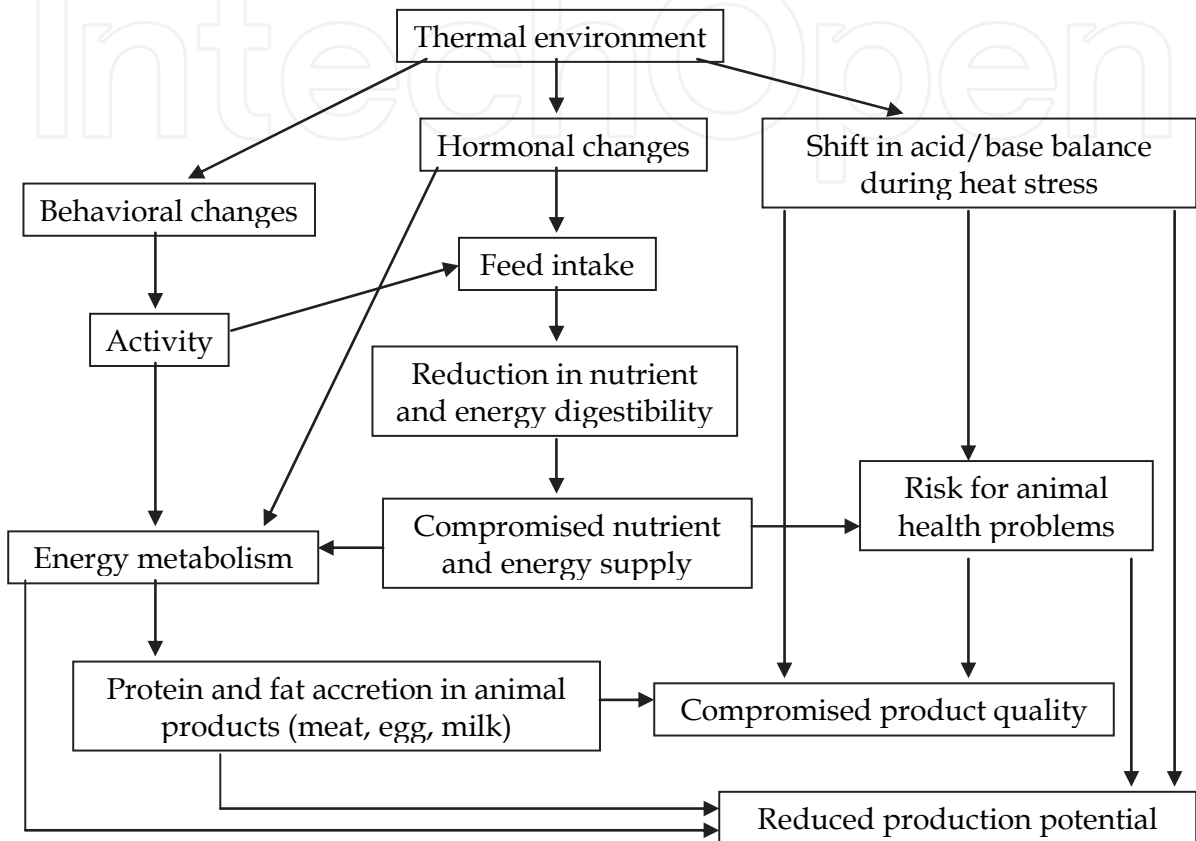 IntechOpen
Thermal environment
Hormonal changes
Shift in acid/base balance
during heat stress
Behavioral changes
Feed intake
Activity
Reduction in nutrient
and energy digestibility
Risk for animal
health problems
Compromised nutrient
and energy supply
Energy metabolism
Protein and fat accretion in animal
products (meat, egg, milk)
Compromised product quality
Reduced production potential